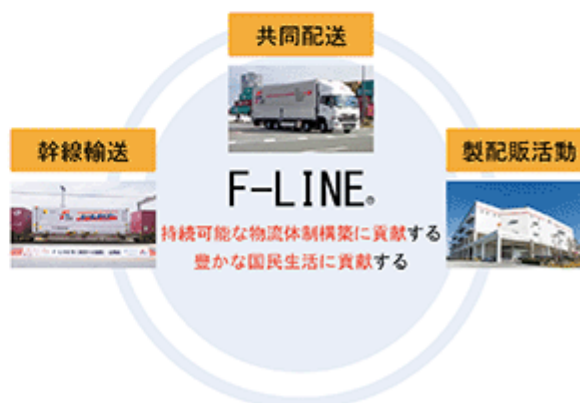 共同配送
幹線輸送
製配販活動
F-LINE®
持続可能な物流体制構築に貢献する
豊かな国民生活に貢献する